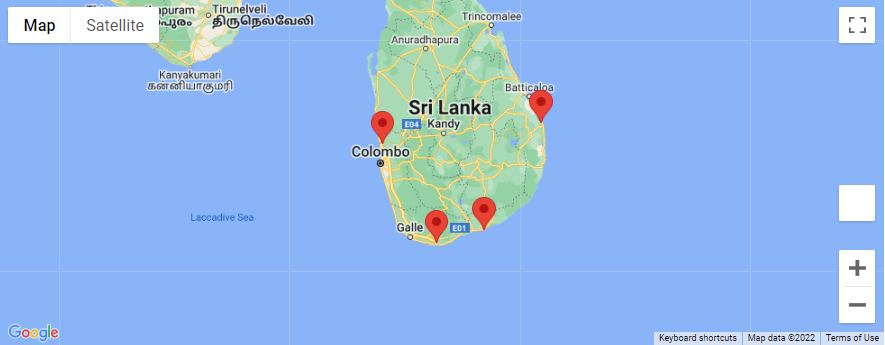 Tirunelveli
திருநெல்வேலி
Map
Satellite
Trincomalee
Anuradhapura
Kanyakumari
கன்னியாகுமரி
Batticaloa
Sri Lanka
E04
Kandy
Colombo
Laccadive Sea
Galle
E01
Google
Keyboard shortcuts
Map data ©2022
Terms of Use